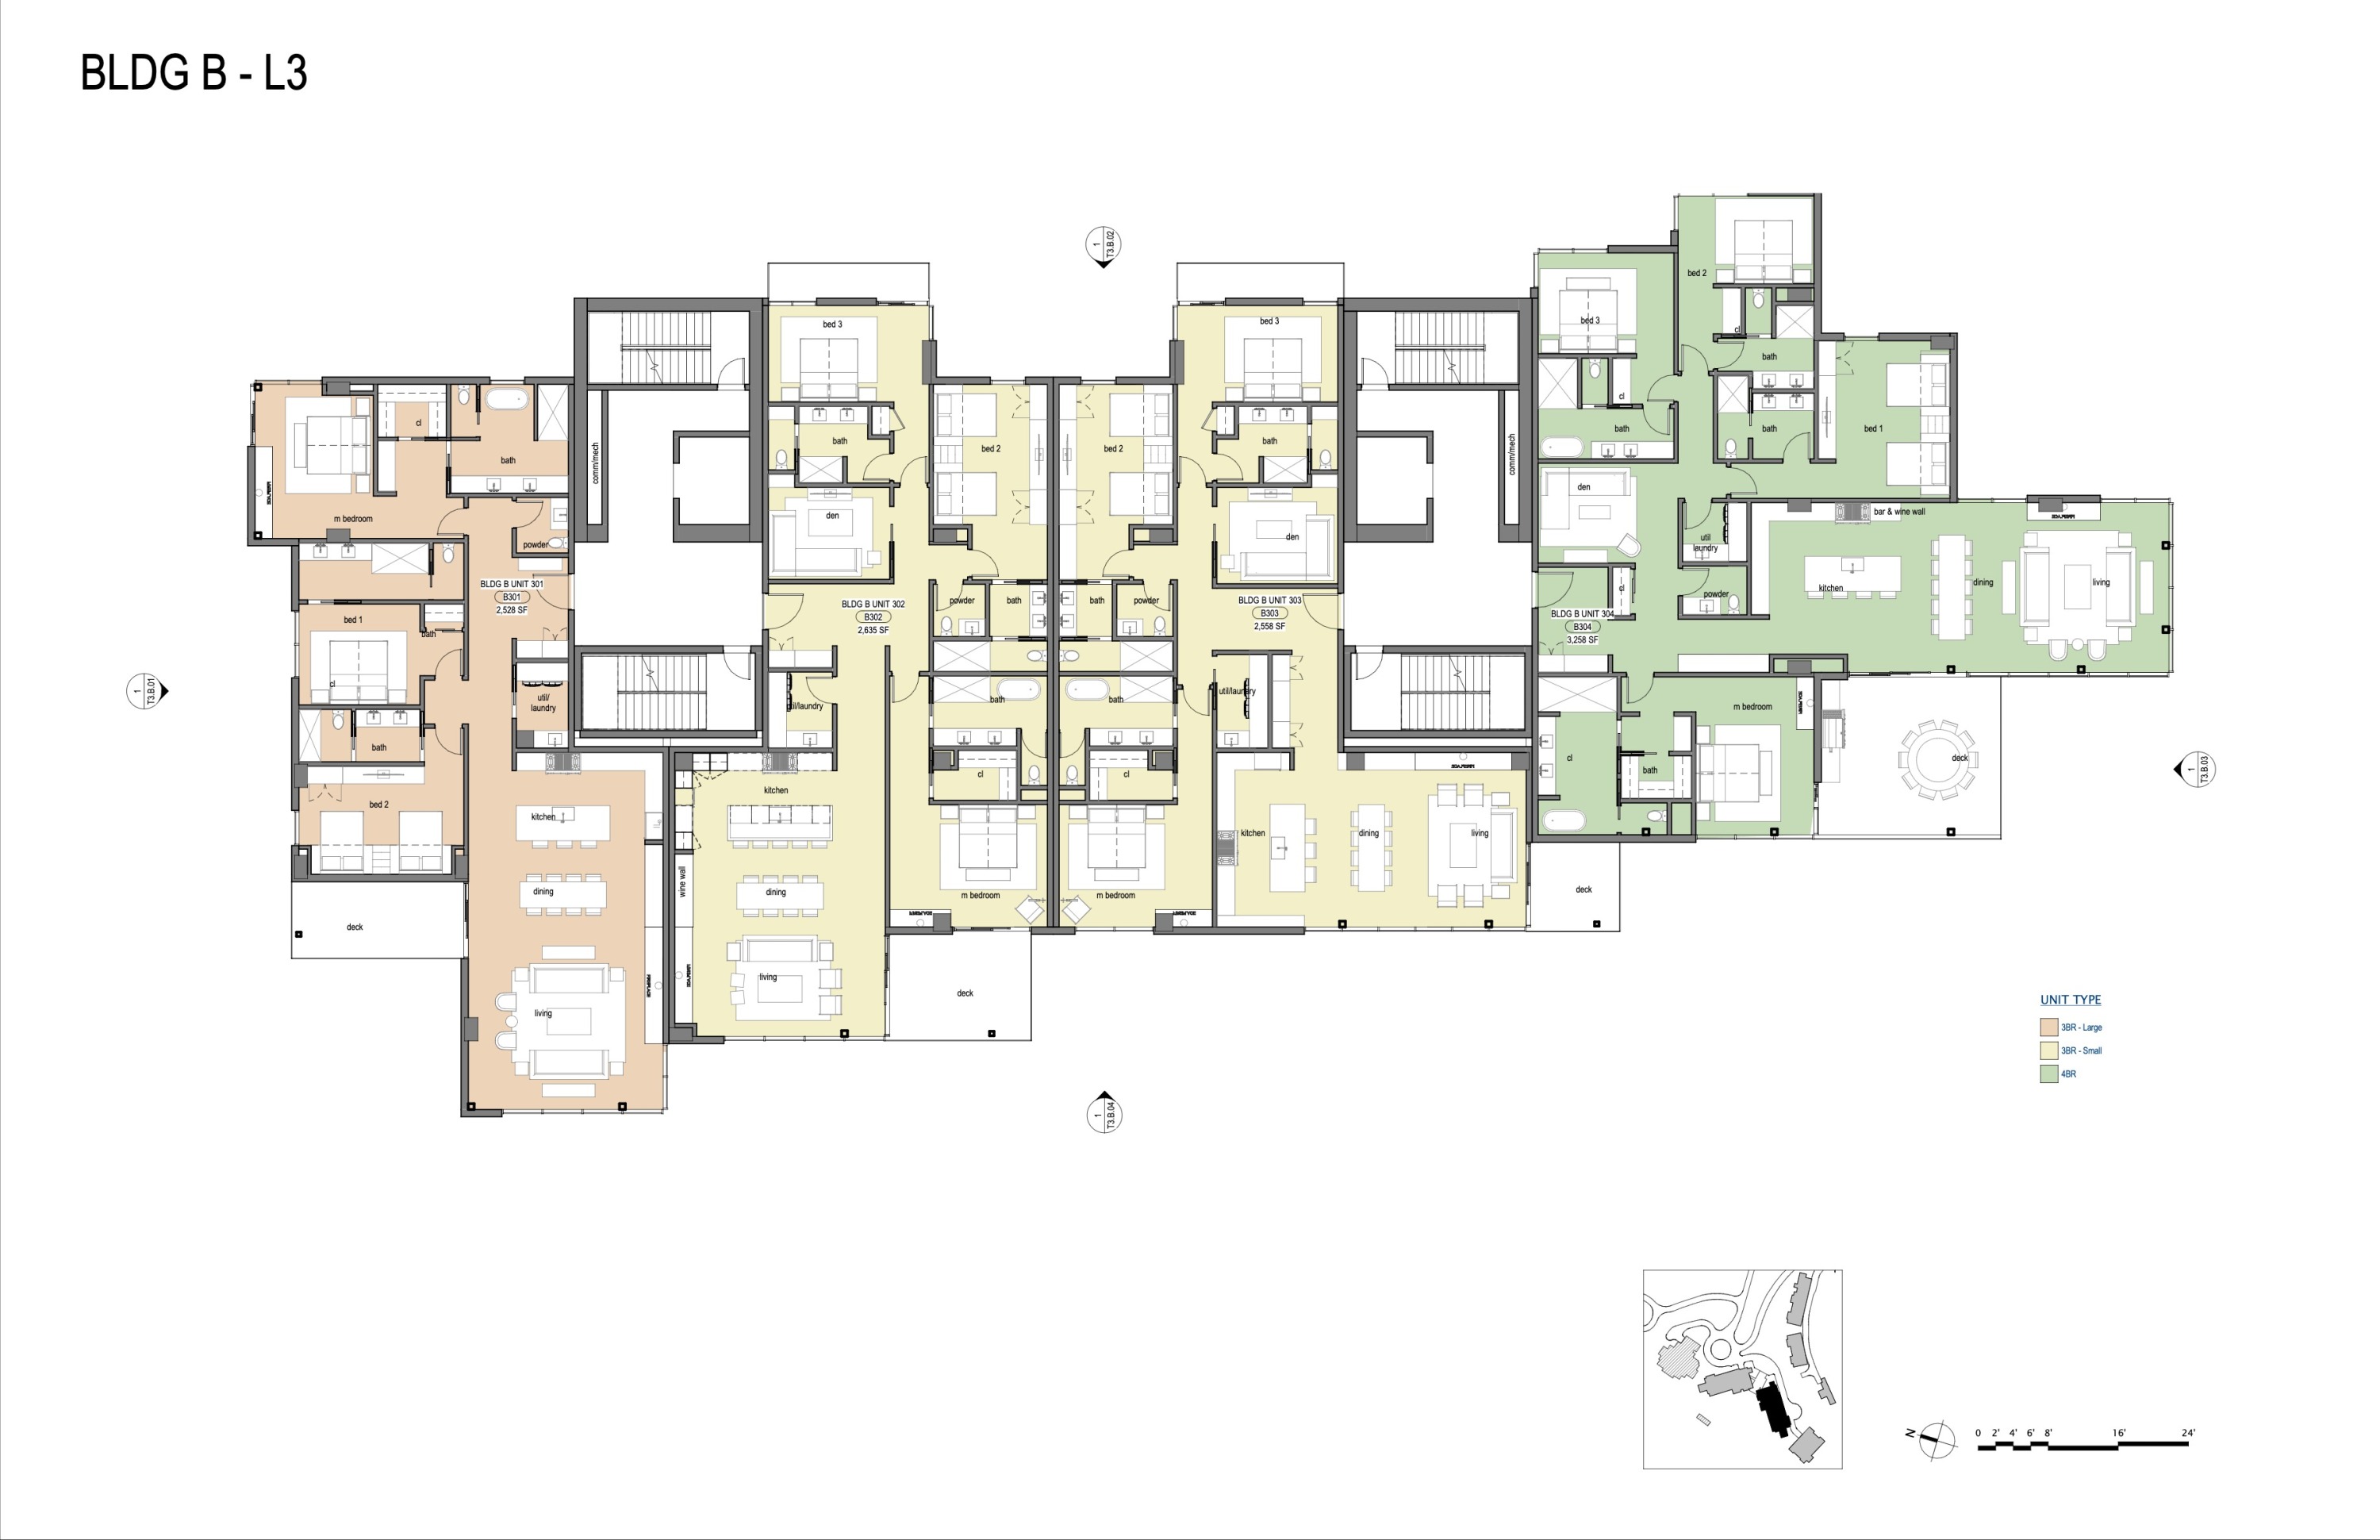 BLDG B - L3
1
T3.B.02
bed 2
bed 3
bed 3
bed 3
cl
bath
cl
cl
bath
bath
bed 1
bath
bath
bath
bed 2
bed 2
comm/mech
comm/mech
den
den
den
m bedroom
powder
bar & wine wall
util
laundry
BLDG B UNIT 301
B301
2,528 SF
BLDG B UNIT 302
B302
2,635 SF
powder
bath
bath
powder
BLDG B UNIT 303
B303
2,558 SF
BLDG B UNIT 304
B304
3,258 SF
cl
powder
kitchen
dining
living
bed 1
bath
cl
1
T3.B.01
util/
laundry
bath
bath
util/laundry
m bedroom
bath
cl
cl
cl
bath
deck
1
T3.B.03
bed 2
kitchen
kitchen
kitchen
dining
living
dining
wine wall
dining
m bedroom
m bedroom
deck
deck
living
deck
living
FIREPLACE
1
T3.B.04
UNIT TYPE
3BR - Large
3BR - Small
4BR
N
0 2' 4' 6' 8' 16' 24'